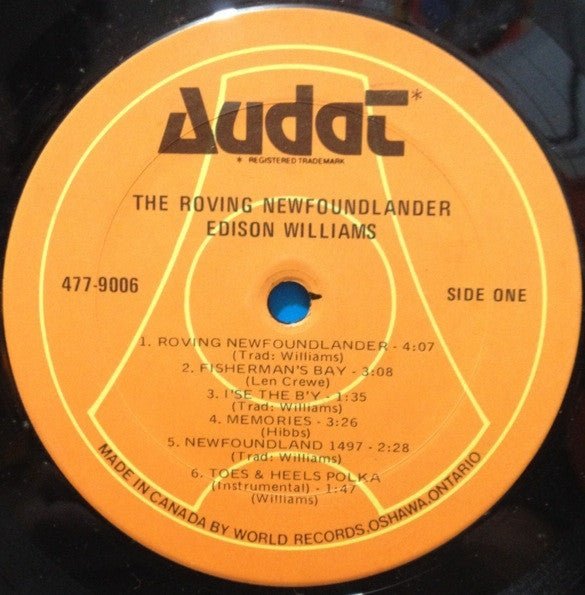 Audat*
* REGISTERED TRADEMARK
THE ROVING NEWFOUNDLANDER
EDISON WILLIAMS
477-9006
SIDE ONE
1. ROVING NEWFOUNDLANDER - 4:07
(Trad: Williams)
2. FISHERMAN'S BAY - 3:08
(Len Crewe)
3. I'SE THE B'Y - 1:35
(Trad: Williams)
4. MEMORIES - 3:26
(Hibbs)
5. NEWFOUNDLAND 1497 - 2:28
(Trad: Williams)
6. TOES & HEELS POLKA
(Instrumental) - 1:47
(Williams)
MADE IN CANADA BY WORLD RECORDS, OSHAWA, ONTARIO